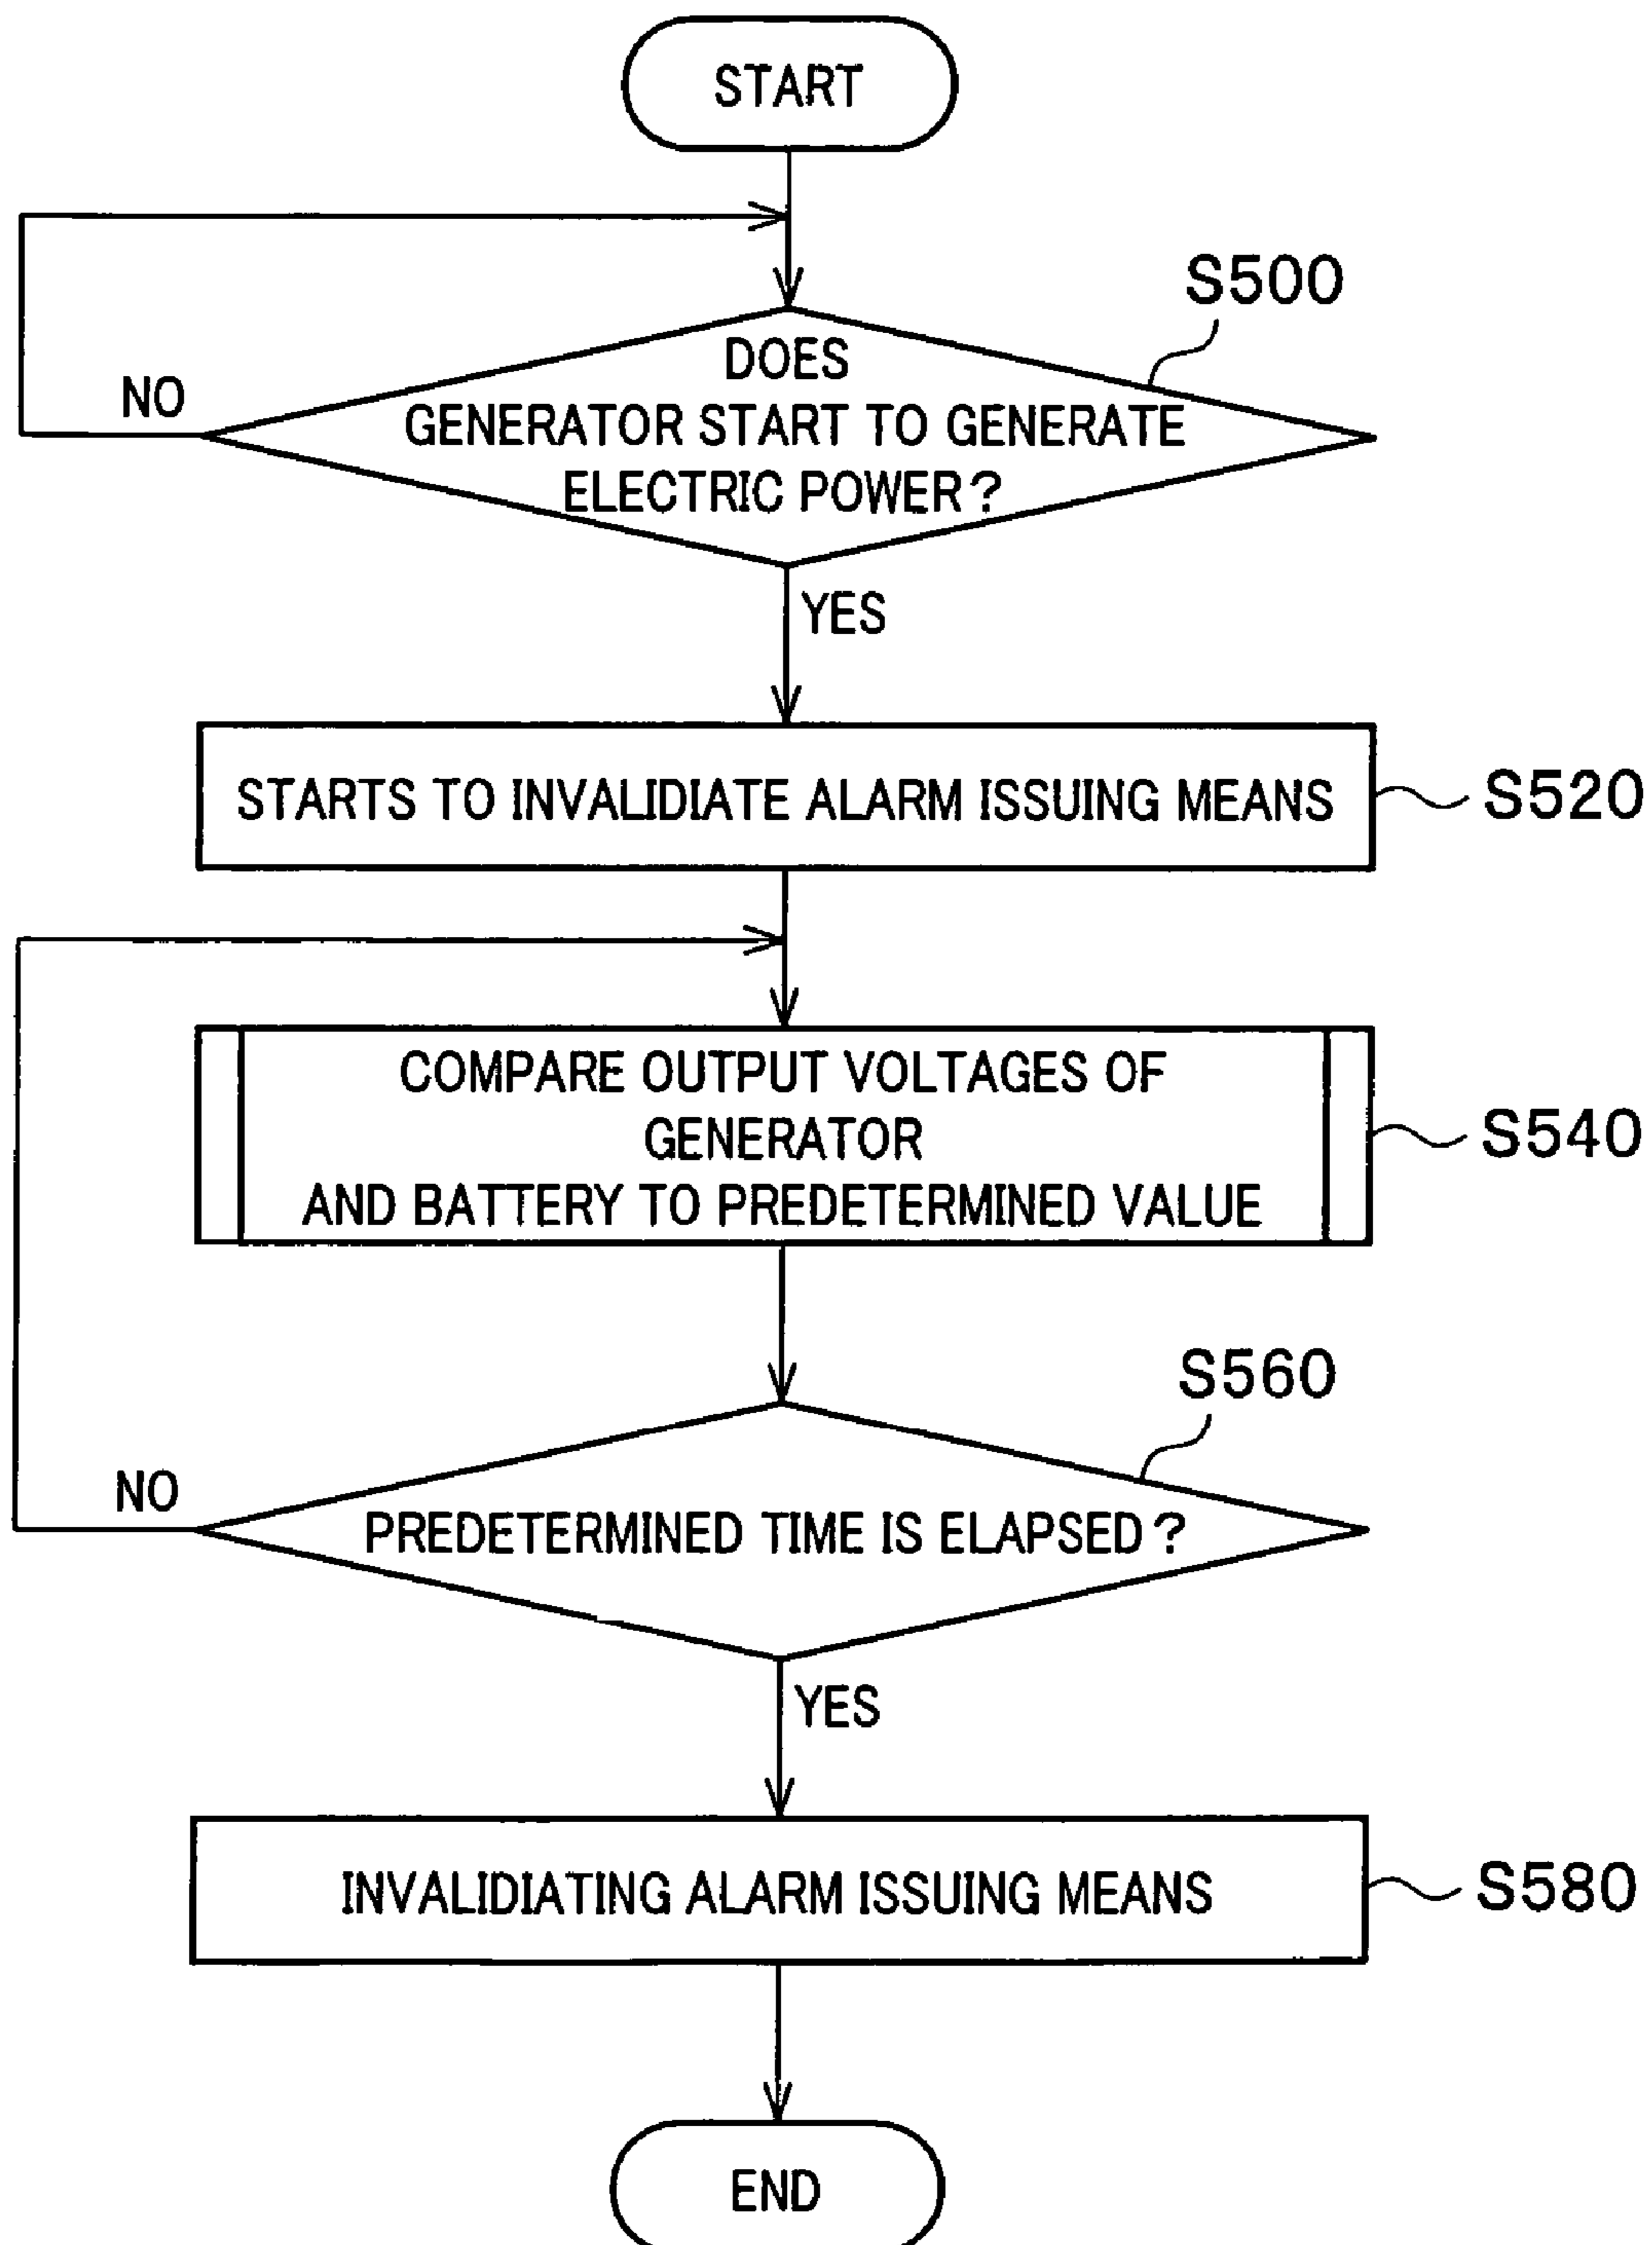 START
S500
DOES
GENERATOR START TO GENERATE
ELECTRIC POWER?
NO
YES
STARTS TO INVALIDIATE ALARM ISSUING MEANS
S520
COMPARE OUTPUT VOLTAGES OF
GENERATOR
AND BATTERY TO PREDETERMINED VALUE
S540
S560
NO
PREDETERMINED TIME IS ELAPSED?
YES
INVALIDIATING ALARM ISSUING MEANS
S580
END